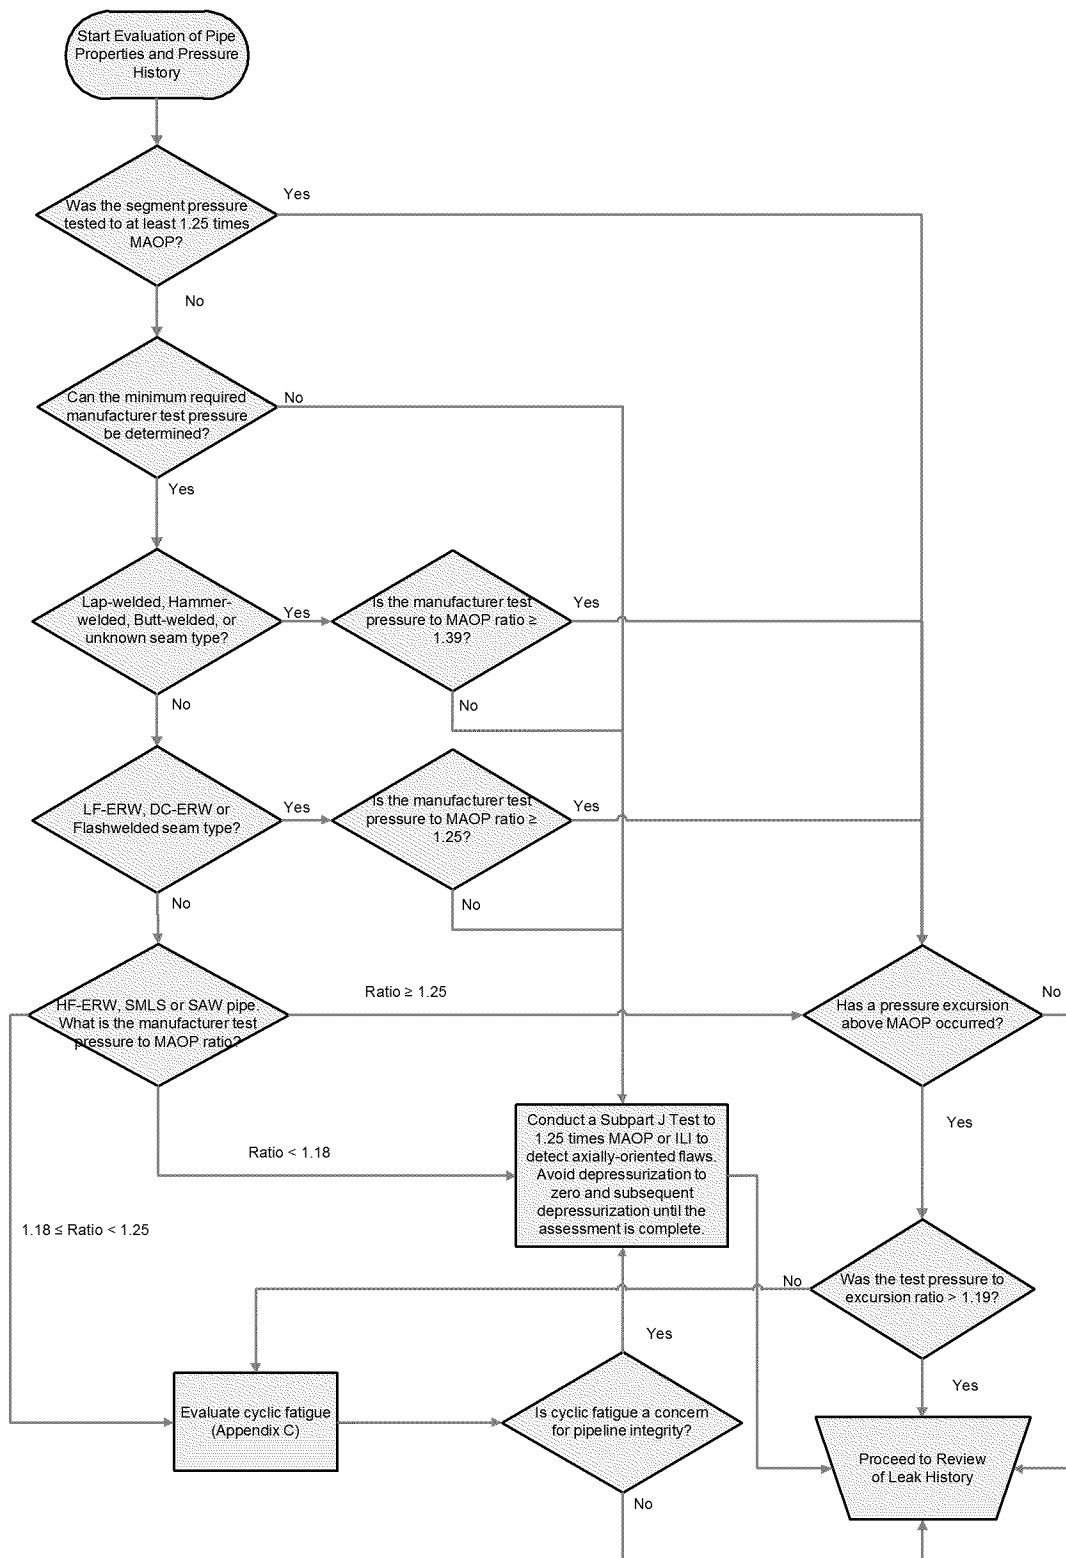 Start Evaluation of Pipe
Properties and Pressure
History
Yes
Was the segment pressure
tested to at least 1.25 times
MAOP?
No
Can the minimum required
manufacturer test pressure
be determined?
No
Yes
Lap-welded, Hammer-
welded, Butt-welded, or
unknown seam type?
Yes
Is the manufacturer test
pressure to MAOP ratio ≥
1.39?
Yes
No
No
LF-ERW, DC-ERW or
Flashwelded seam type?
Yes
Is the manufacturer test
pressure to MAOP ratio ≥
1.25?
Yes
No
No
HF-ERW, SMLS or SAW pipe.
What is the manufacturer test
pressure to MAOP ratio?
Ratio ≥ 1.25
Has a pressure excursion
above MAOP occurred?
No
Yes
Conduct a Subpart J Test to
1.25 times MAOP or ILI to
detect axially-oriented flaws.
Avoid depressurization to
zero and subsequent
depressurization until the
assessment is complete.
Ratio < 1.18
1.18 ≤ Ratio < 1.25
Was the test pressure to
excursion ratio > 1.19?
No
Yes
Yes
Evaluate cyclic fatigue
(Appendix C)
Is cyclic fatigue a concern
for pipeline integrity?
No
Proceed to Review
of Leak History